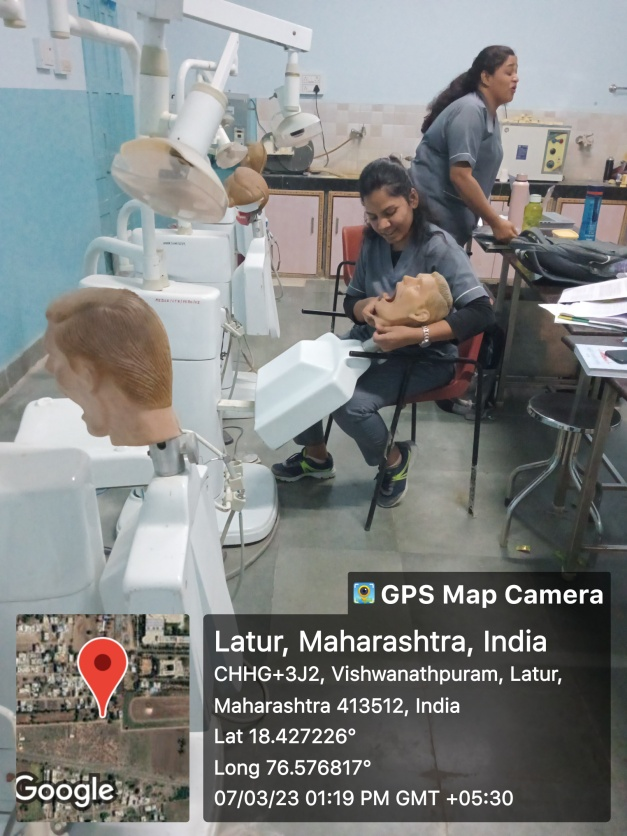 GPS Map Camera
Latur, Maharashtra, India
CHHG+3J2, Vishwanathpuram, Latur,
Maharashtra 413512, India
Lat 18.427226°
Long 76.576817°
07/03/23 01:19 PM GMT +05:30
Google